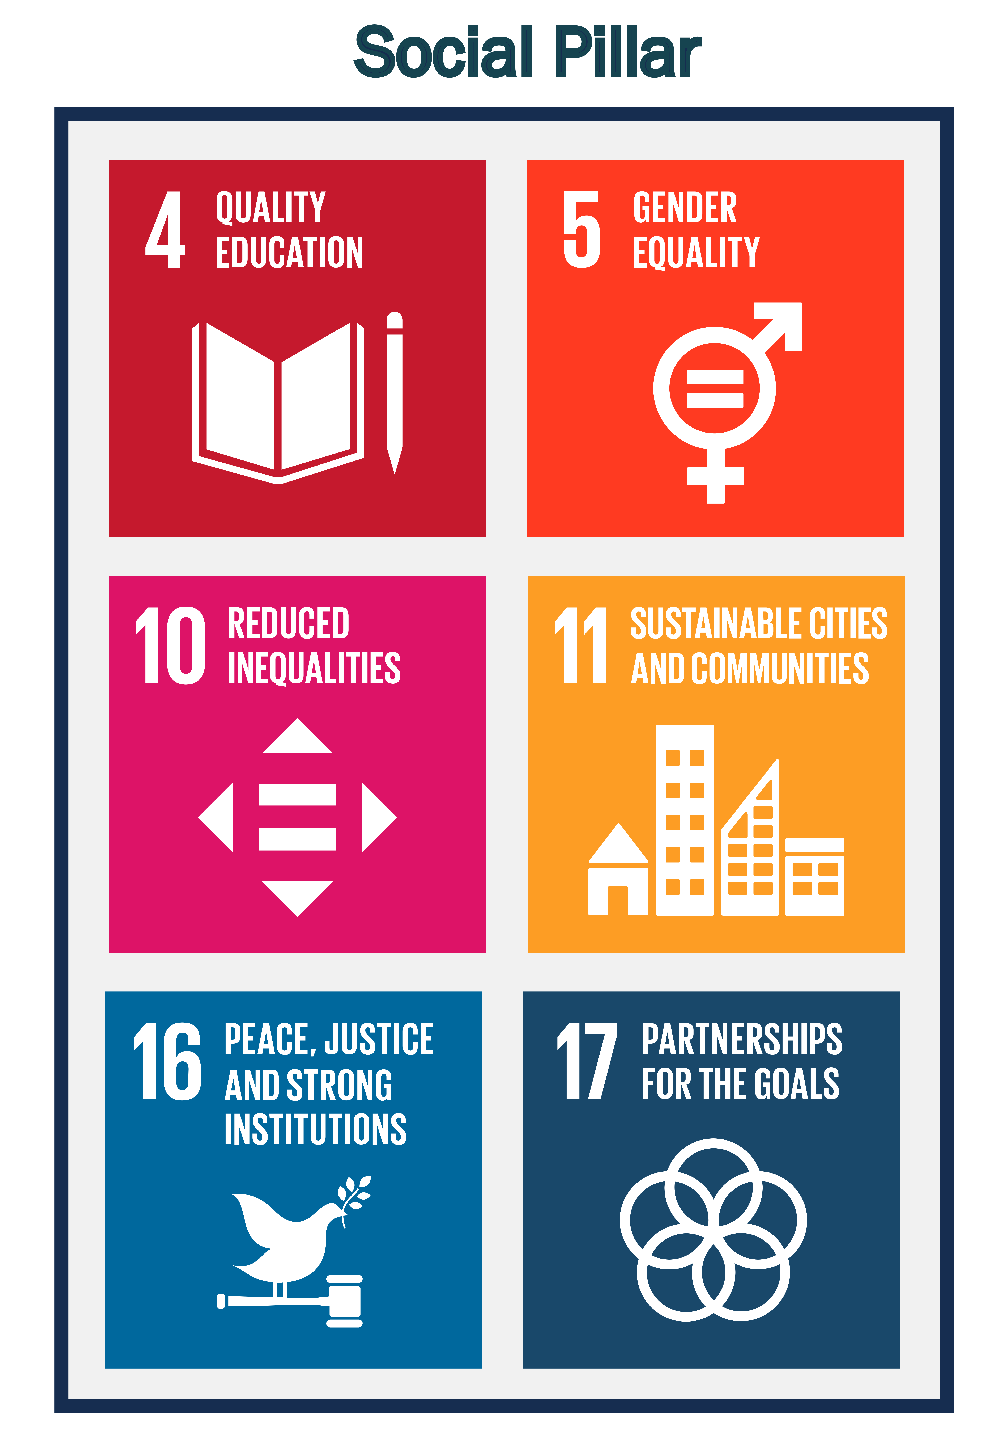 Social Pillar
4 QUALITY
EDUCATION
5 GENDER
EQUALITY
10 REDUCED
INEQUALITIES
11 SUSTAINABLE CITIES
AND COMMUNITIES
16 PEACE, JUSTICE
AND STRONG
INSTITUTIONS
17 PARTNERSHIPS
FOR THE GOALS